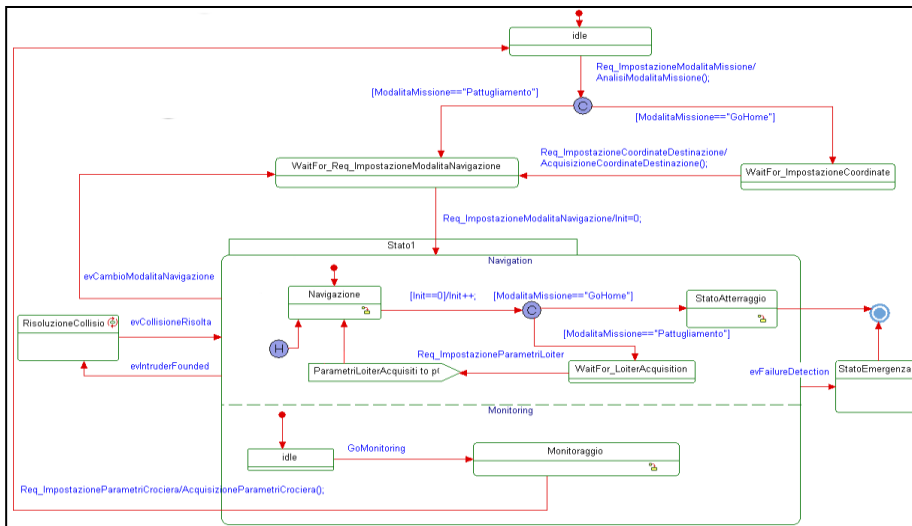 idle
Req_ImpostazioneModalitaMissione/
AnalisiModalitaMissione();
[ModalitaMissione=="Pattugliamento"]
C
[ModalitaMissione=="GoHome"]
Req_ImpostazioneCoordinateDestinazione/
AcquisizioneCoordinateDestinazione();
WaitFor_Req_ImpostazioneModalitaNavigazione
WaitFor_ImpostazioneCoordinate
Req_ImpostazioneModalitaNavigazione/Init=0;
Stato1
Navigation
evCambioModalitaNavigazione
Navigazione
[Init==0]/Init++;
[ModalitaMissione=="GoHome"]
StatoAtterraggio
C
RisoluzioneCollisio
evCollisioneRisolta
[ModalitaMissione=="Pattugliamento"]
H
Req_ImpostazioneParametriLoiter
evIntruderFounded
ParametriLoiterAcquisiti to p
WaitFor_LoiterAcquisition
evFailureDetection
StatoEmergenza
Monitoring
idle
GoMonitoring
Monitoraggio
Req_ImpostazioneParametriCrociera/AcquisizioneParametriCrociera();